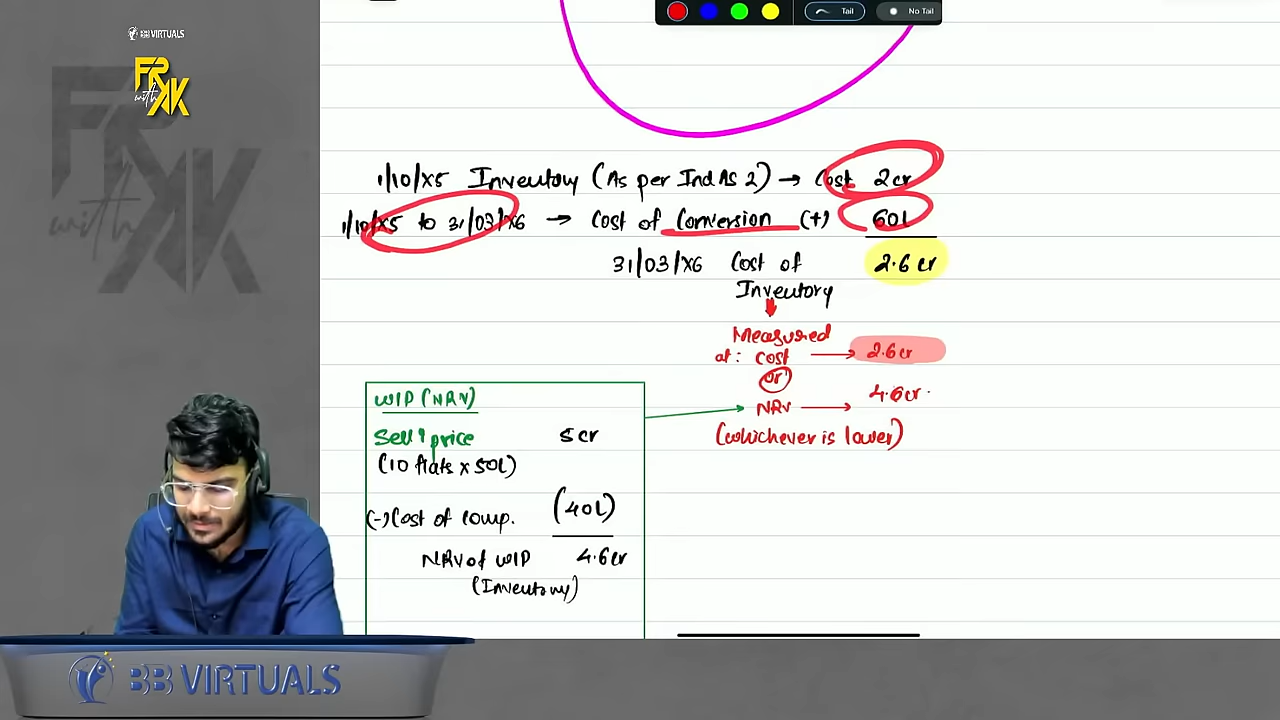 Tail
No Tail
BB VIRTUALS
FR
with AK
1/10/X5 Inventory (As per Ind AS 2) → Cost 2cr
1/10/X5 to 31/03/X6 → Cost of Conversion (+) 60L
31/03/X6 Cost of 2.6 cr
Inventory
Measured
at: Cost → 2.6cr
or
NRV → 4.6cr.
(whichever is lower)
WIP (NRV)
Sell? price 5cr
(10 flats x 50L)
(-) Cost of comp. (40L)
NRV of WIP 4.6cr
(Inventory)
BB VIRTUALS